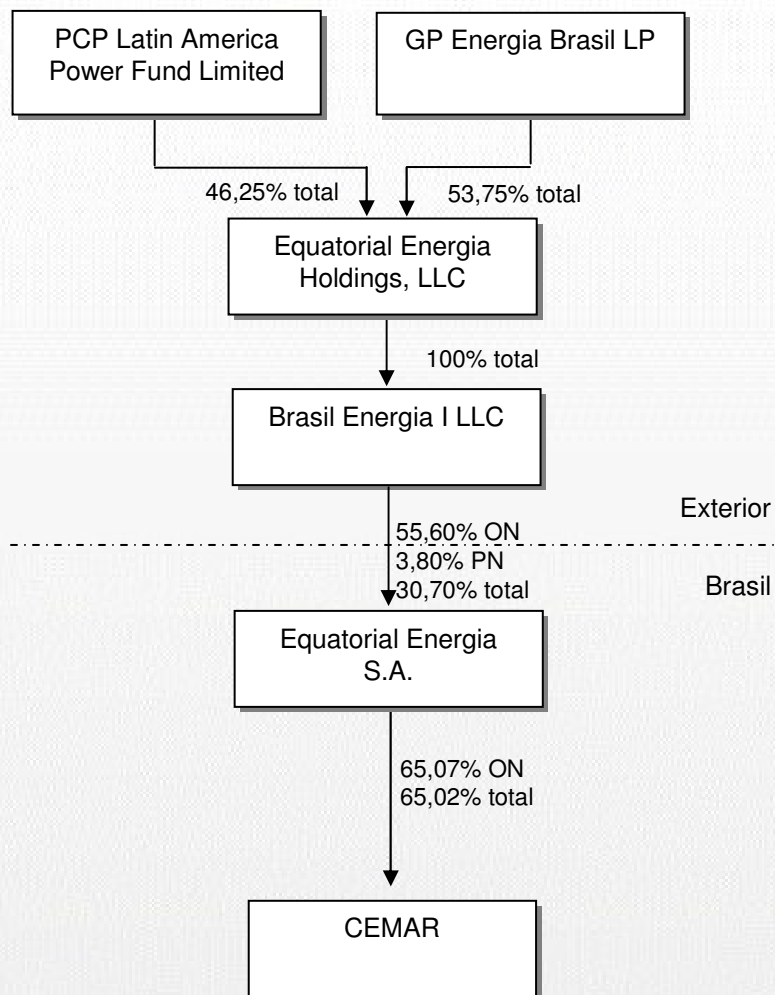 PCP Latin America
Power Fund Limited
GP Energia Brasil LP
46,25% total
53,75% total
Equatorial Energia
Holdings, LLC
100% total
Brasil Energia I LLC
Exterior
55,60% ON
3,80% PN
30,70% total
Brasil
Equatorial Energia
S.A.
65,07% ON
65,02% total
CEMAR